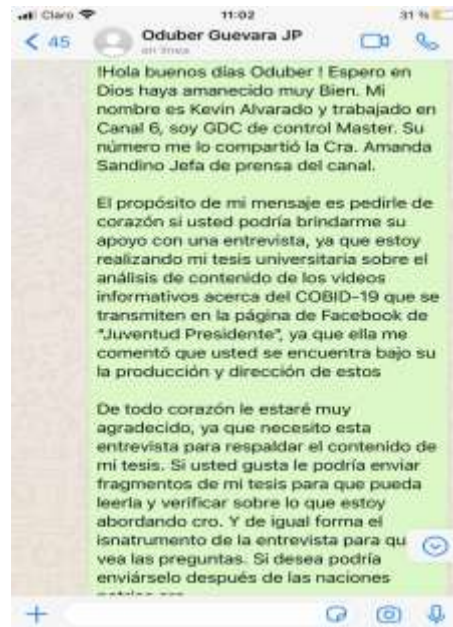 Claro
11:02
31 %
45
Oduber Guevara JP
en línea
!Hola buenos días Oduber ! Espero en
Dios haya amanecido muy Bien. Mi
nombre es Kevin Alvarado y trabajado en
Canal 6, soy GDC de control Master. Su
número me lo compartió la Cra. Amanda
Sandino Jefa de prensa del canal.
El propósito de mi mensaje es pedirle de
corazón si usted podría brindarme su
apoyo con una entrevista, ya que estoy
realizando mi tesis universitaria sobre el
análisis de contenido de los videos
informativos acerca del COBID-19 que se
transmiten en la página de Facebook de
"Juventud Presidente", ya que ella me
comentó que usted se encuentra bajo su
la producción y dirección de estos
De todo corazón le estaré muy
agradecido, ya que necesito esta
entrevista para respaldar el contenido de
mi tesis. Si usted gusta le podría enviar
fragmentos de mi tesis para que pueda
leerla y verificar sobre lo que estoy
abordando cro. Y de igual forma el
isnatrumento de la entrevista para qu
vea las preguntas. Si desea podría
enviárselo después de las naciones